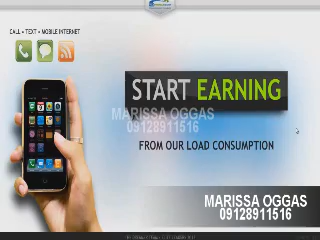 CALL • TEXT • MOBILE INTERNET
START EARNING
MARISSA OGGAS
09128911516
FROM OUR LOAD CONSUMPTION
MARISSA OGGAS
09128911516